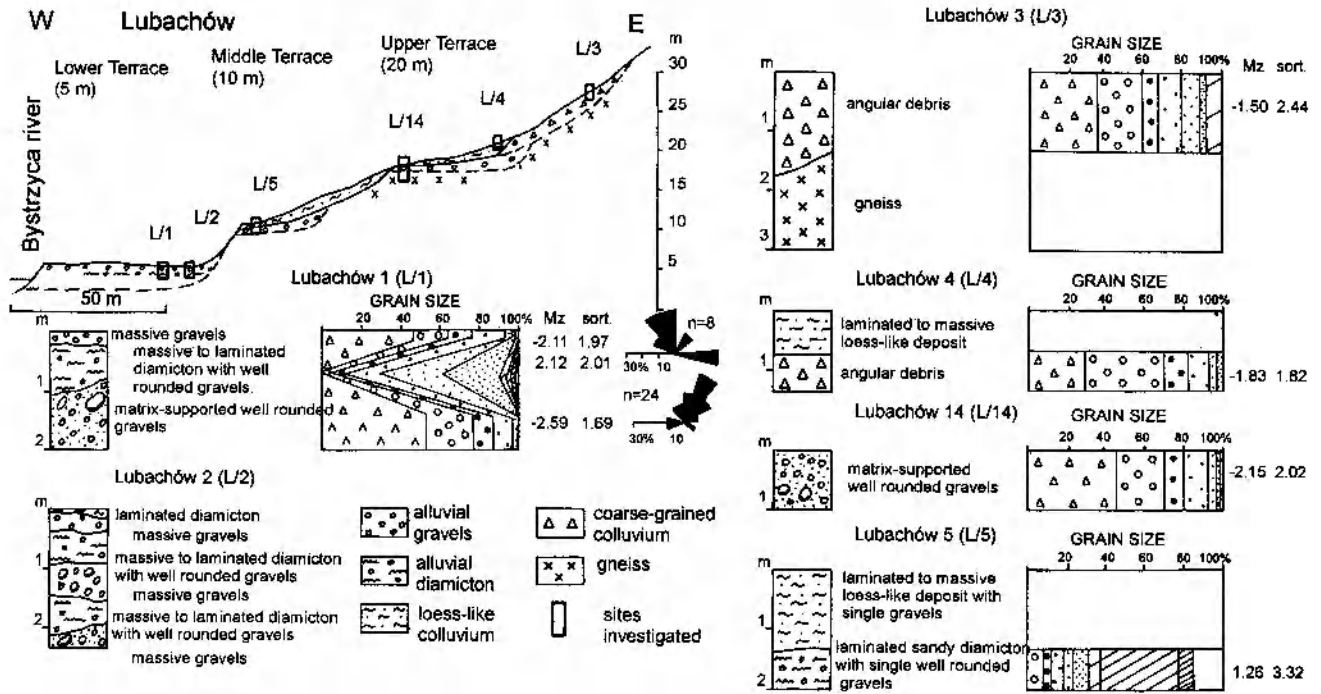 W Lubachów E
Lower Terrace
(5 m)
Middle Terrace
(10 m)
Upper Terrace
(20 m)
L/3
L/4
L/14
L/5
L/2
L/1
Bystrzyca river
50 m
m
30
25
20
15
10
5
Lubachów 1 (L/1)
GRAIN SIZE
20 40 60 80 100%
Mz sort.
-2.11 1.97
2.12 2.01
-2.59 1.69
n=8
30% 10
n=24
30% 10
m
1
2
massive gravels
massive to laminated
diamicton with well
rounded gravels.
matrix-supported well rounded
gravels
Lubachów 2 (L/2)
m
1
2
laminated diamicton
massive gravels
massive to laminated diamicton
with well rounded gravels
massive gravels
massive to laminated diamicton
with well rounded gravels
massive gravels
alluvial
gravels
alluvial
diamicton
loess-like
colluvium
coarse-grained
colluvium
gneiss
sites
investigated
Lubachów 3 (L/3)
GRAIN SIZE
20 40 60 80 100%
Mz sort.
-1.50 2.44
m
1
2
3
angular debris
gneiss
Lubachów 4 (L/4)
GRAIN SIZE
20 40 60 80 100%
m
1
laminated to massive
loess-like deposit
angular debris
-1.83 1.82
Lubachów 14 (L/14)
GRAIN SIZE
20 40 60 80 100%
m
1
matrix-supported
well rounded gravels
-2.15 2.02
Lubachów 5 (L/5)
GRAIN SIZE
20 40 60 80 100%
m
1
2
laminated to massive
loess-like deposit with
single gravels
laminated sandy diamicton
with single well rounded
gravels
1.26 3.32